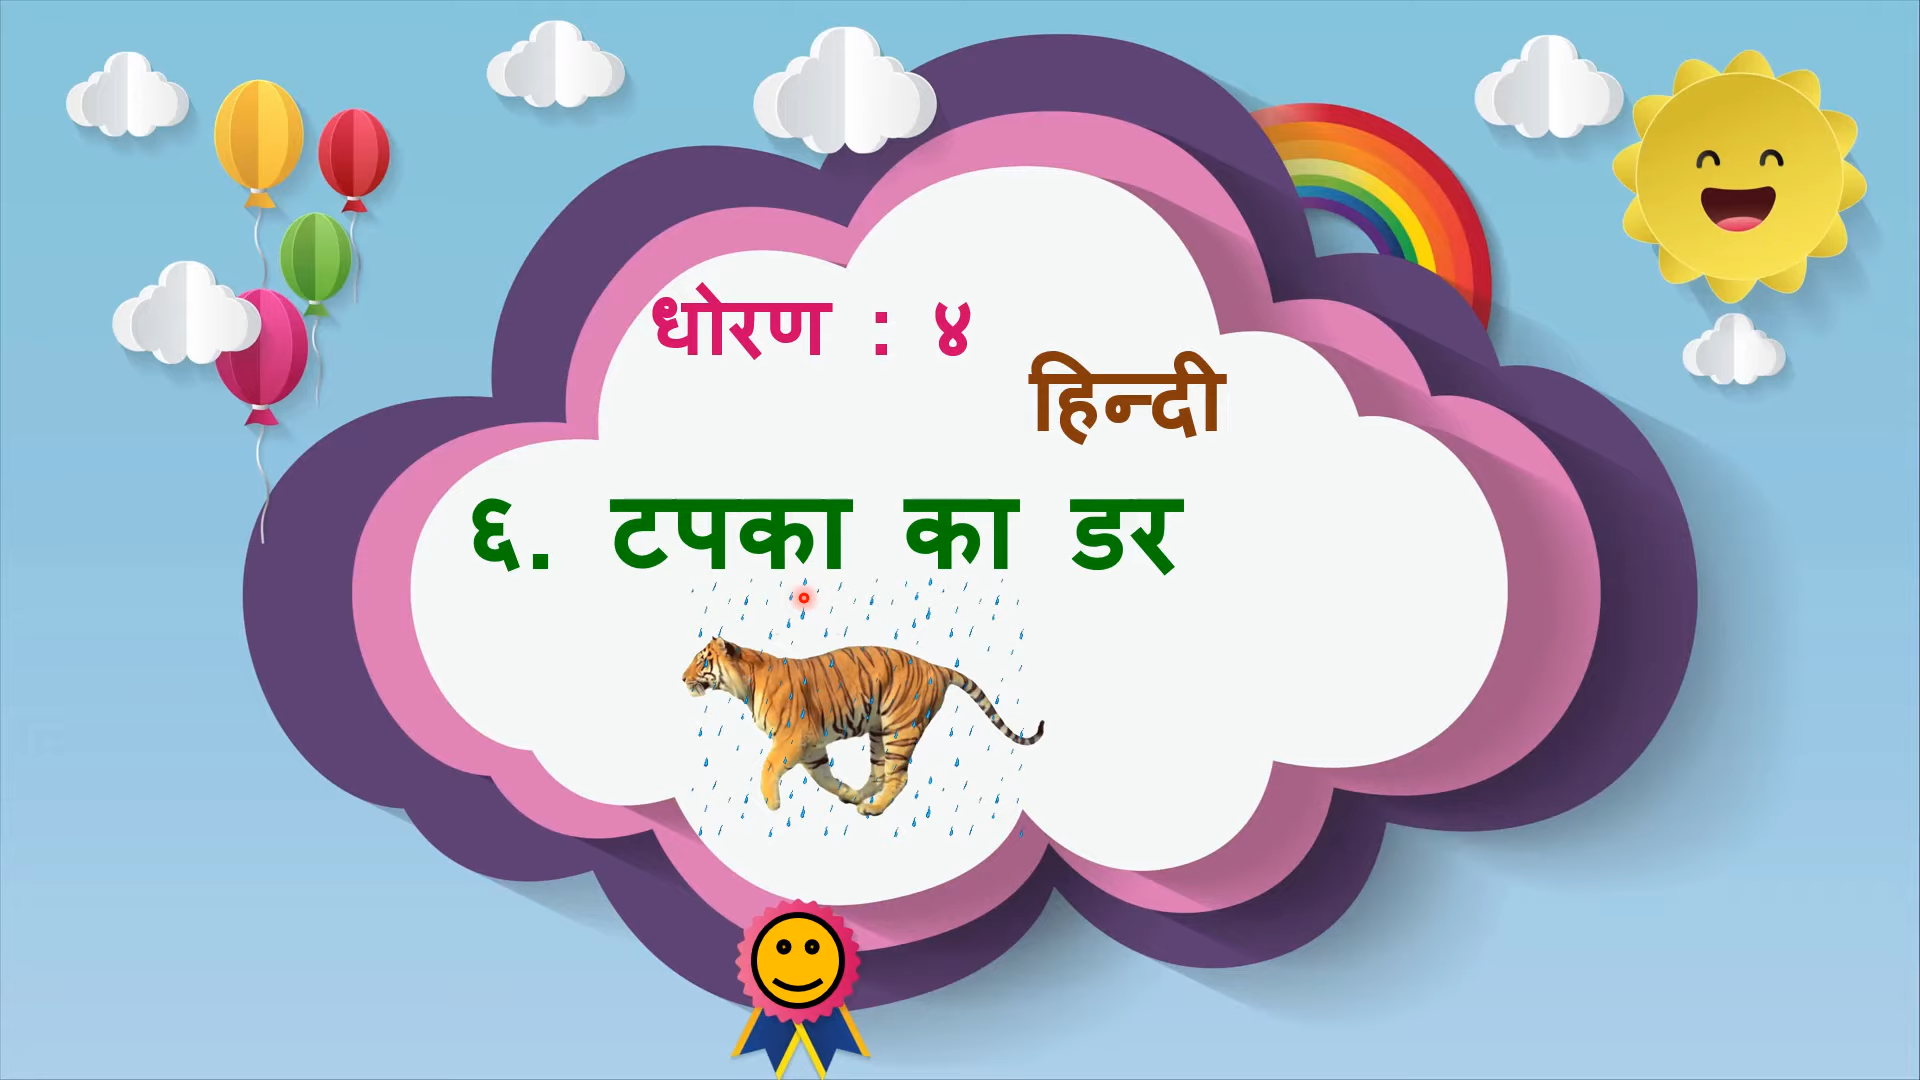 धोरण : ४
हिन्दी
६. टपका का डर